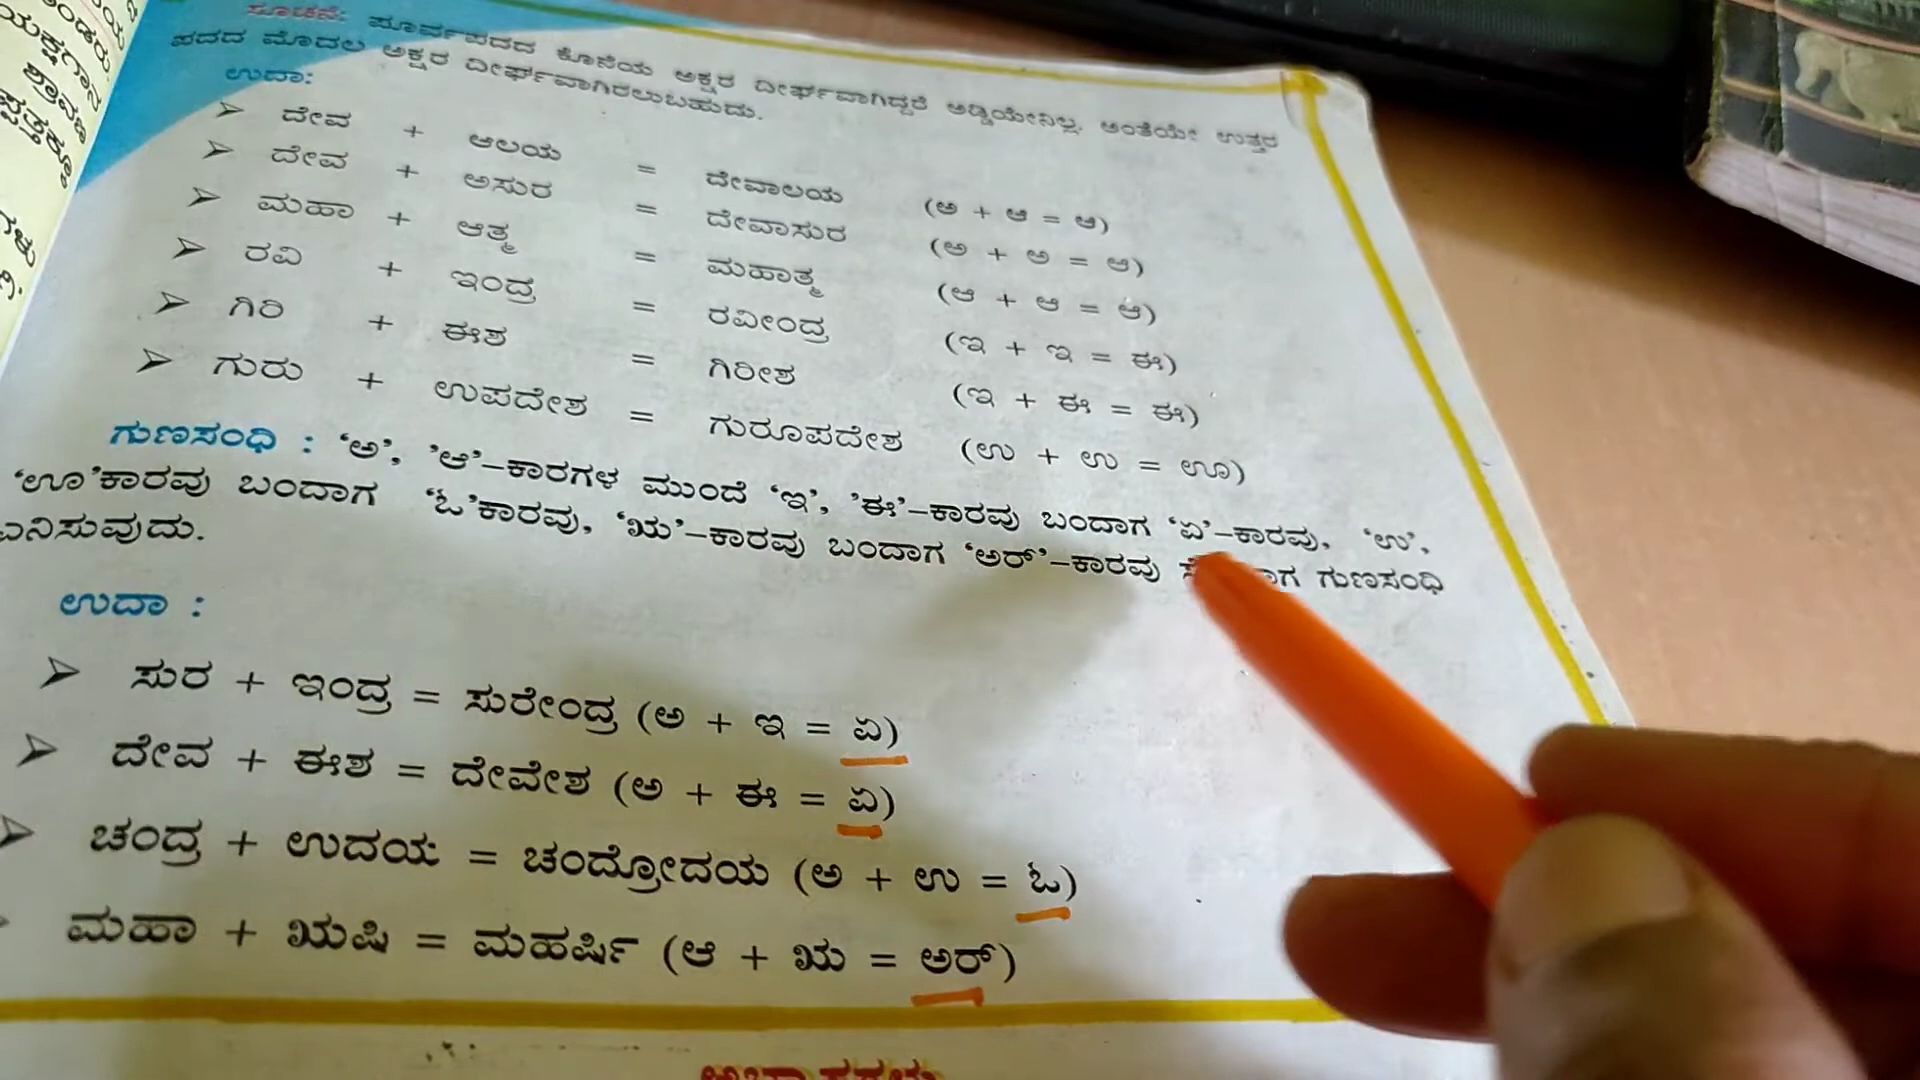 ಸೂಚನೆ: ಪೂರ್ವಪದದ ಕೊನೆಯ ಅಕ್ಷರ ದೀರ್ಘವಾಗಿದ್ದರೆ ಅಡ್ಡಿಯೇನಿಲ್ಲ. ಅಂತೆಯೇ ಉತ್ತರ
ಪದದ ಮೊದಲ ಅಕ್ಷರ ದೀರ್ಘವಾಗಿರಲುಬಹುದು.
ಉದಾ:
➢ ದೇವ + ಆಲಯ = ದೇವಾಲಯ (ಅ + ಆ = ಆ)
➢ ದೇವ + ಅಸುರ = ದೇವಾಸುರ (ಅ + ಅ = ಆ)
➢ ಮಹಾ + ಆತ್ಮ = ಮಹಾತ್ಮ (ಆ + ಆ = ಆ)
➢ ರವಿ + ಇಂದ್ರ = ರವೀಂದ್ರ (ಇ + ಇ = ಈ)
➢ ಗಿರಿ + ಈಶ = ಗಿರೀಶ (ಇ + ಈ = ಈ)
➢ ಗುರು + ಉಪದೇಶ = ಗುರೂಪದೇಶ (ಉ + ಉ = ಊ)
ಗುಣಸಂಧಿ : ‘ಅ’, ’ಆ’-ಕಾರಗಳ ಮುಂದೆ ‘ಇ’, ’ಈ’-ಕಾರವು ಬಂದಾಗ ‘ಏ’-ಕಾರವು, ‘ಉ’,
‘ಊ’ಕಾರವು ಬಂದಾಗ ‘ಓ’ಕಾರವು, ‘ಋ’-ಕಾರವು ಬಂದಾಗ ‘ಅರ್’-ಕಾರವು ಗುಣಸಂಧಿ
ಎನಿಸುವುದು.
ಉದಾ :
➢ ಸುರ + ಇಂದ್ರ = ಸುರೇಂದ್ರ (ಅ + ಇ = ಏ)
➢ ದೇವ + ಈಶ = ದೇವೇಶ (ಅ + ಈ = ಏ)
➢ ಚಂದ್ರ + ಉದಯ = ಚಂದ್ರೋದಯ (ಅ + ಉ = ಓ)
ಮಹಾ + ಋಷಿ = ಮಹರ್ಷಿ (ಆ + ಋ = ಅರ್)